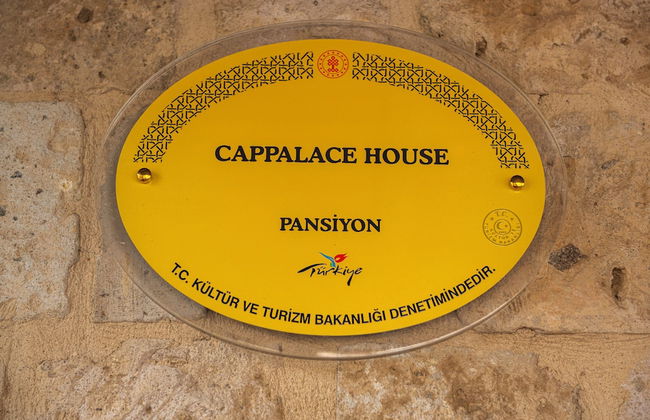 CAPPALACE HOUSE
PANSİYON
Türkiye
T.C. KÜLTÜR VE TURİZM BAKANLIĞI DENETİMİNDEDİR.
T.C.